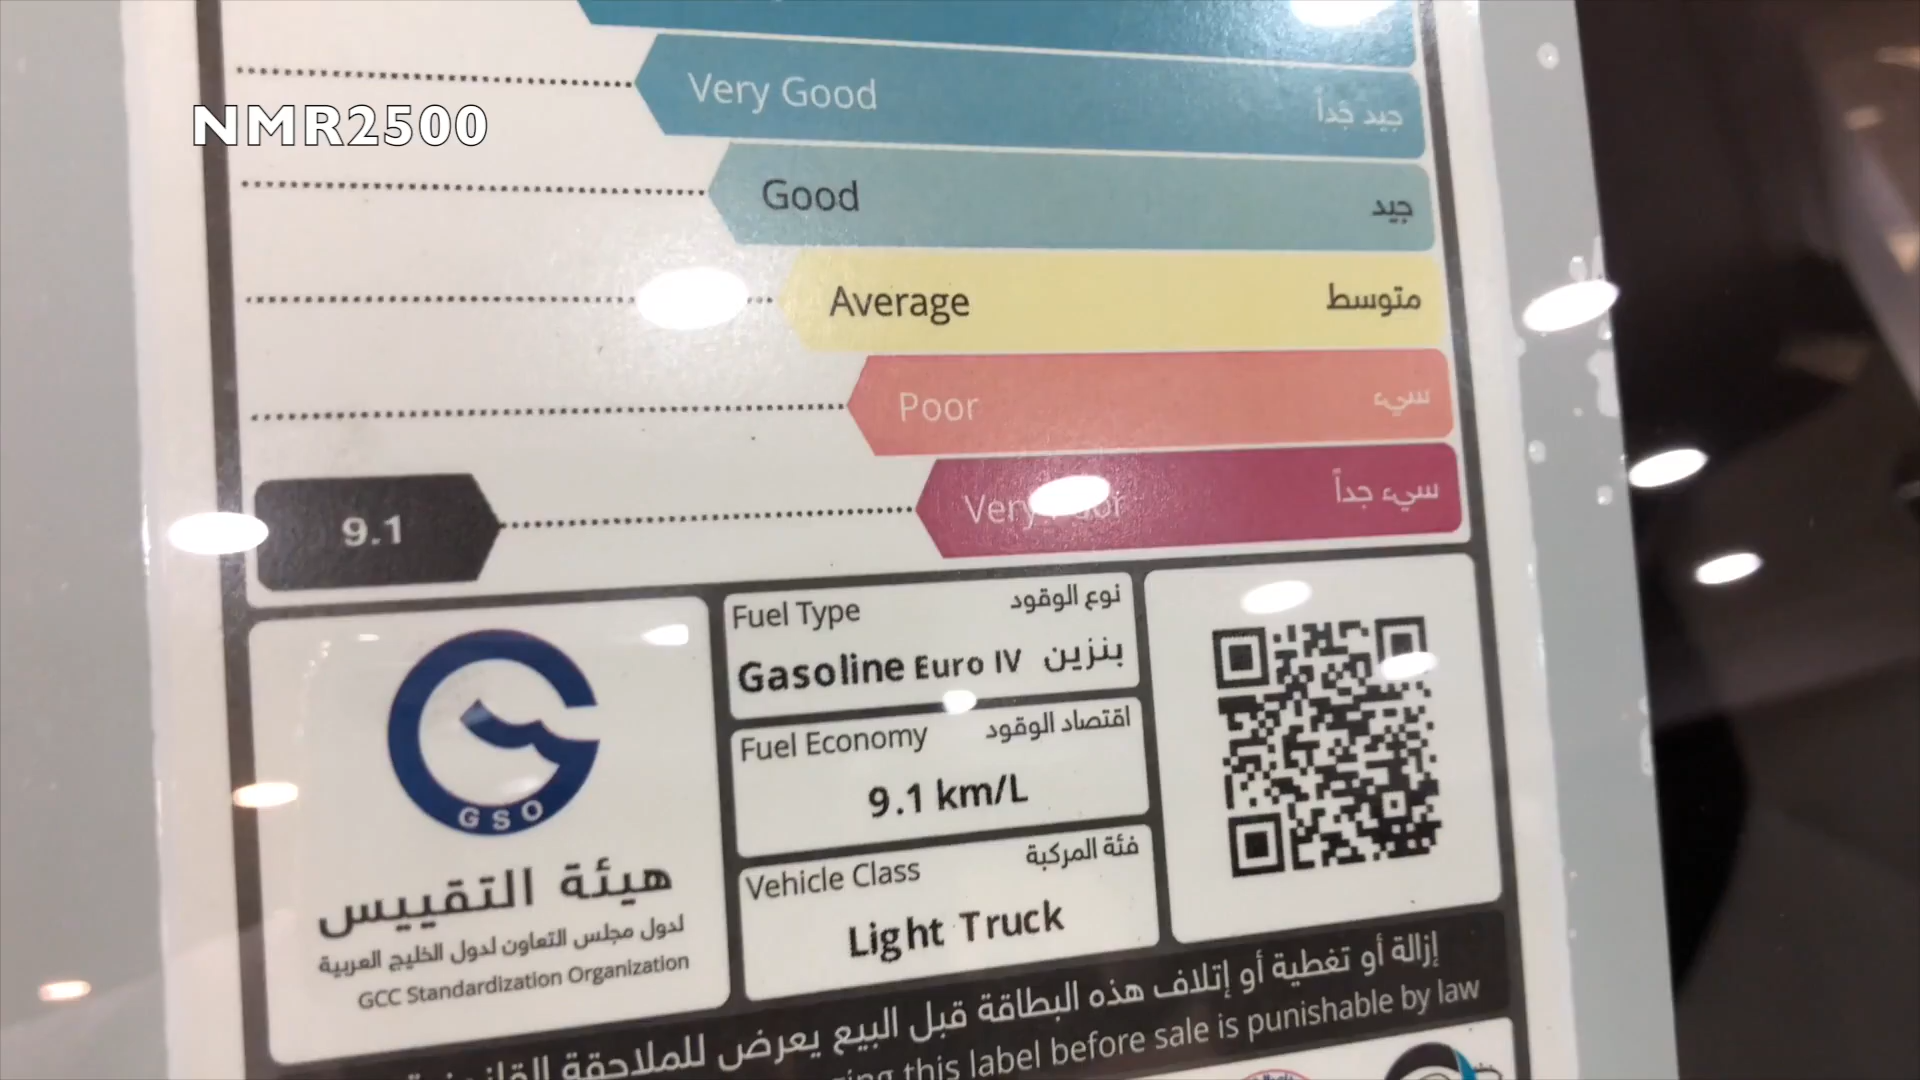 NMR2500
Very Good جيد جداً
Good جيد
Average متوسط
Poor سيء
Very سيء جداً
9.1
Fuel Type نوع الوقود
Gasoline Euro IV بنزين
Fuel Economy اقتصاد الوقود
9.1 km/L
Vehicle Class فئة المركبة
Light Truck
GSO
هيئة التقييس
لدول مجلس التعاون لدول الخليج العربية
GCC Standardization Organization
إزالة أو تغطية أو إتلاف هذه البطاقة قبل البيع يعرض للملاحقة
this label before sale is punishable by law